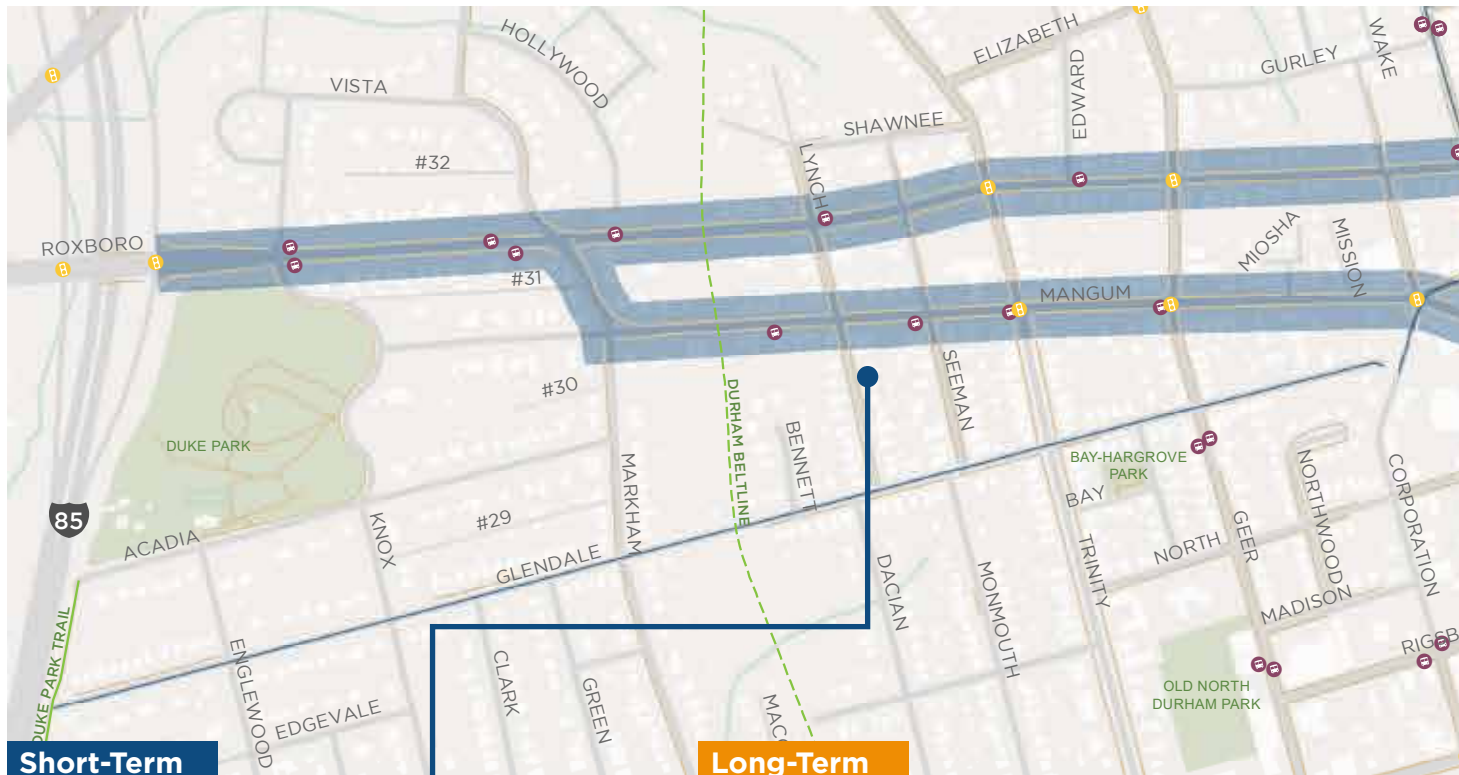 HOLLYWOOD
ELIZABETH
WAKE
GURLEY
VISTA
EDWARD
SHAWNEE
LYNCH
#32
ROXBORO
MIOSHA
MISSION
#31
MANGUM
#30
SEEMAN
DURHAM BELTLINE
DUKE PARK
BENNETT
BAY-HARGROVE
PARK
MARKHAM
BAY
NORTHWOOD
CORPORATION
85
ACADIA
KNOX
#29
GLENDALE
GEER
NORTH
TRINITY
DACIAN
MONMOUTH
MADISON
DUKE PARK TRAIL
ENGLEWOOD
CLARK
GREEN
RIGSB
OLD NORTH
DURHAM PARK
EDGEVALE
Short-Term
Long-Term